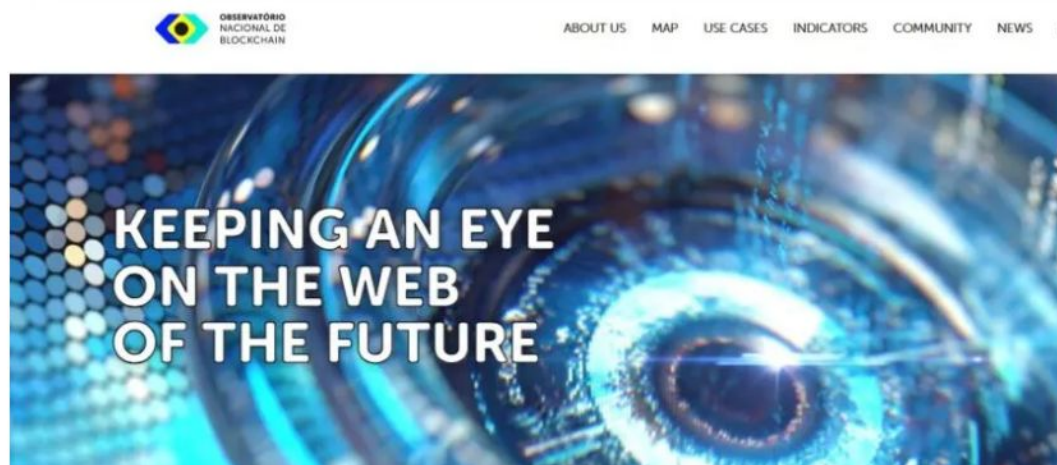 OBSERVATÓRIO
NACIONAL DE
BLOCKCHAIN
ABOUT US MAP USE CASES INDICATORS COMMUNITY NEWS
KEEPING AN EYE
ON THE WEB
OF THE FUTURE